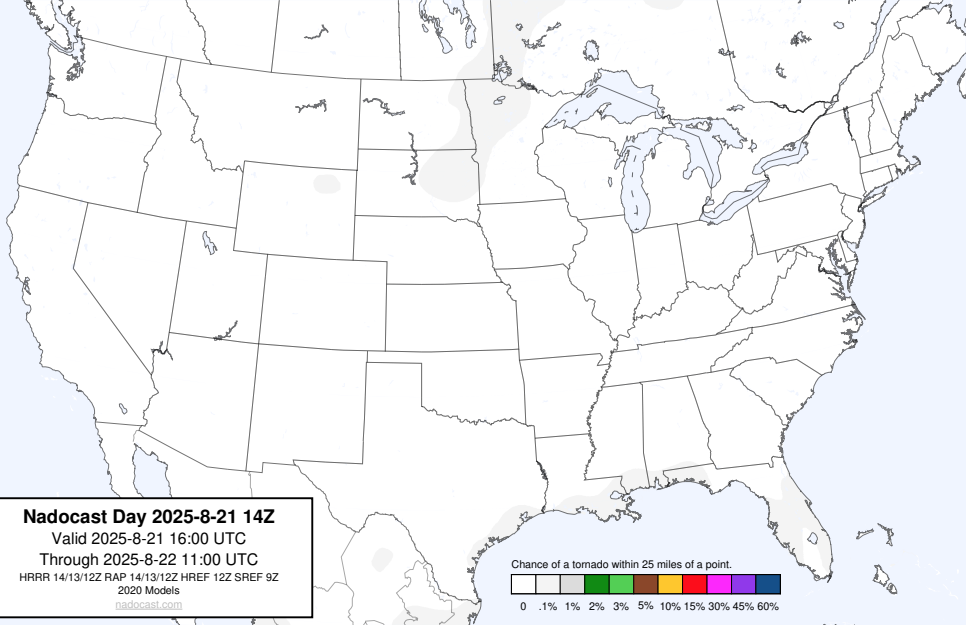 Nadocast Day 2025-8-21 14Z
Valid 2025-8-21 16:00 UTC
Through 2025-8-22 11:00 UTC
HRRR 14/13/12Z RAP 14/13/12Z HREF 12Z SREF 9Z
2020 Models
nadocast.com
Chance of a tornado within 25 miles of a point.
0 .1% 1% 2% 3% 5% 10% 15% 30% 45% 60%